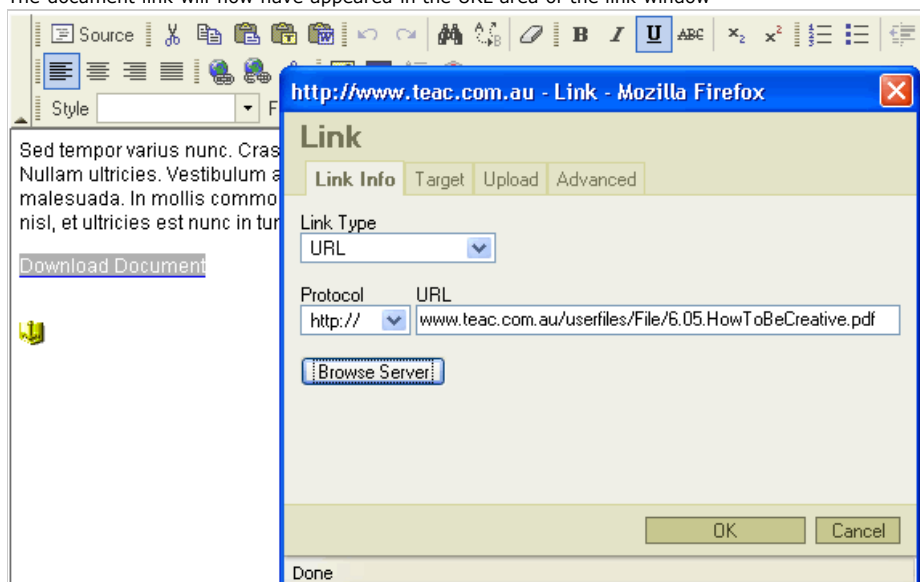 The document link will now have appeared in the URL area of the link window
Source
B I U ABC x₂ x²
Style
F
Sed tempor varius nunc. Cras
Nullam ultricies. Vestibulum a
malesuada. In mollis commo
nisl, et ultricies est nunc in tur
Download Document
http://www.teac.com.au - Link - Mozilla Firefox
Link
Link Info Target Upload Advanced
Link Type
URL
Protocol URL
http:// www.teac.com.au/userfiles/File/6.05.HowToBeCreative.pdf
Browse Server
OK Cancel
Done